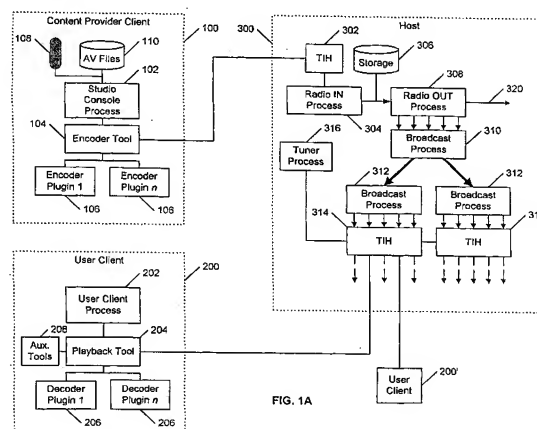 Content Provider Client
108
110
AV Files
100
102
Studio
Console
Process
104
Encoder Tool
Encoder
Plugin 1
Encoder
Plugin n
106
106
User Client
202
200
User Client
Process
208
204
Aux.
Tools
Playback Tool
Decoder
Plugin 1
Decoder
Plugin n
206
206
Host
300
302
306
TIH
Storage
308
Radio IN
Process
Radio OUT
Process
320
316
304
310
Tuner
Process
Broadcast
Process
312
312
Broadcast
Process
Broadcast
Process
314
TIH
TIH
User
Client
200'
FIG. 1A